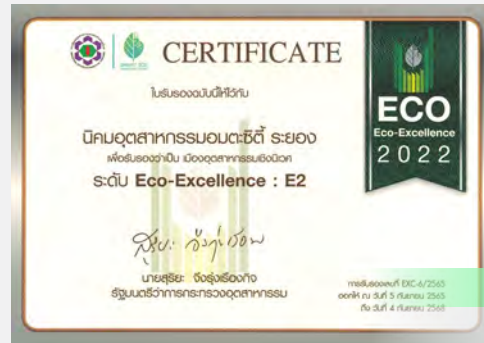 CERTIFICATE
ใบรับรองฉบับนี้ให้ไว้กับ
นิคมอุตสาหกรรมอมตะซิตี้ ระยอง
เพื่อรับรองว่าเป็น เมืองอุตสาหกรรมเชิงนิเวศ
ระดับ Eco-Excellence : E2
นายสุริยะ จึงรุ่งเรืองกิจ
รัฐมนตรีว่าการกระทรวงอุตสาหกรรม
ECO
Eco-Excellence
2022
การรับรองเลขที่ EXC-6/2565
ออกให้ ณ วันที่ 5 กันยายน 2565
ถึง วันที่ 4 กันยายน 2568